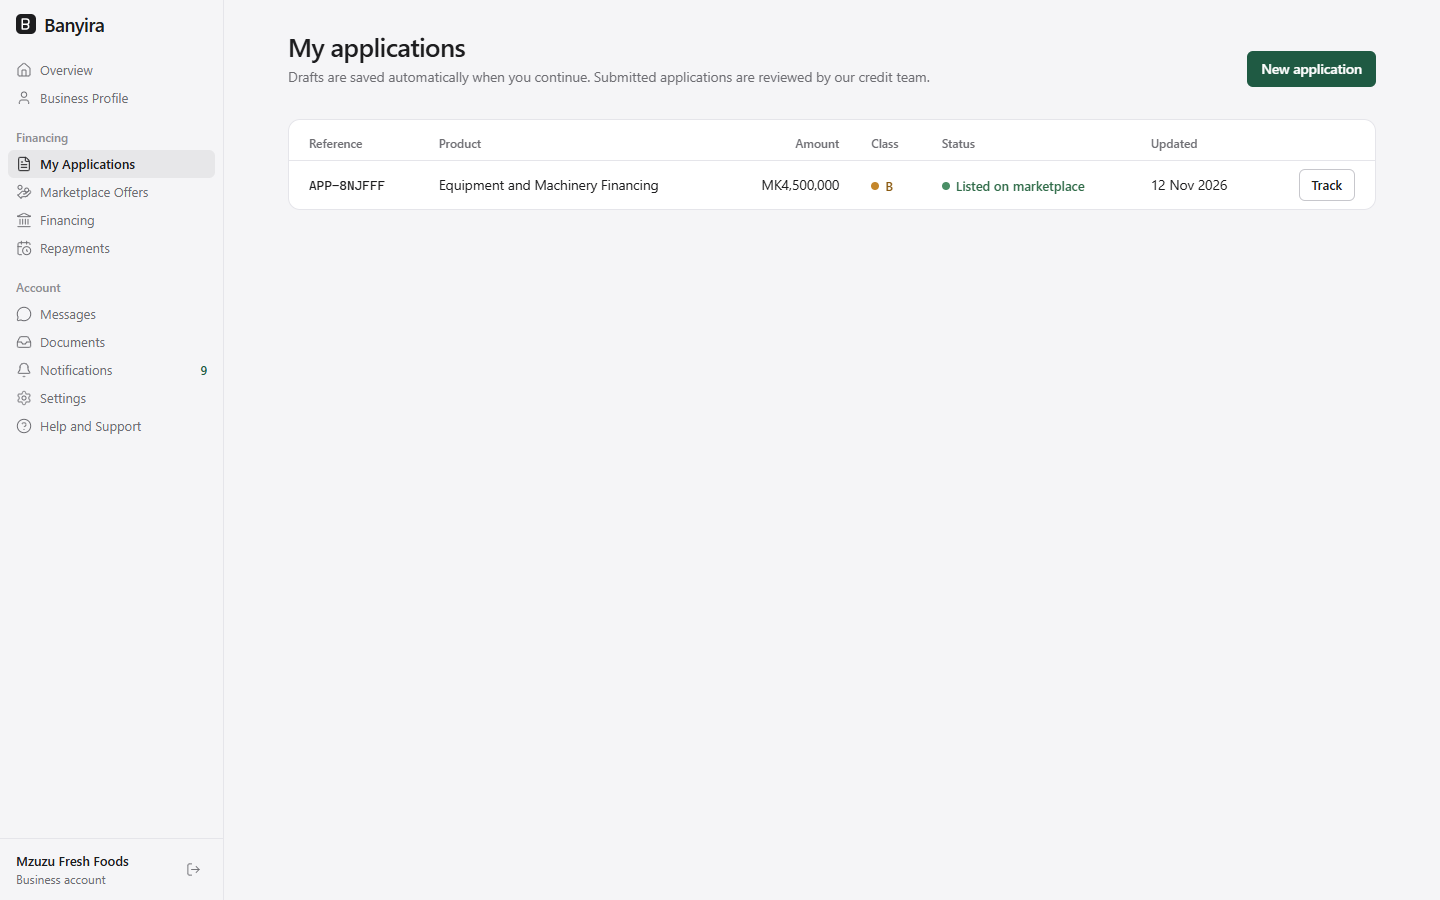 Banyira
Overview
Business Profile
Financing
My Applications
Marketplace Offers
Financing
Repayments
Account
Messages
Documents
Notifications 9
Settings
Help and Support
Mzuzu Fresh Foods
Business account
My applications
Drafts are saved automatically when you continue. Submitted applications are reviewed by our credit team.
New application
Reference Product Amount Class Status Updated
APP-8NJFFF Equipment and Machinery Financing MK4,500,000 B Listed on marketplace 12 Nov 2026 Track